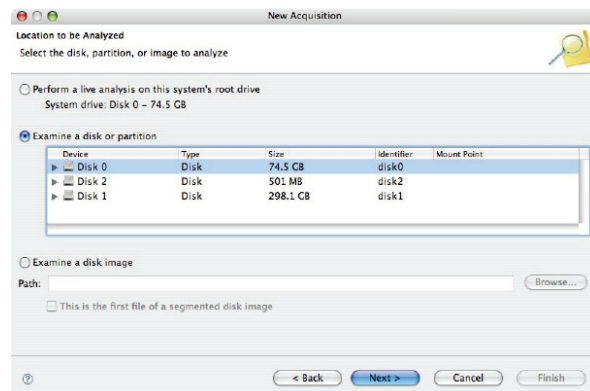 New Acquisition
Location to be Analyzed
Select the disk, partition, or image to analyze
Perform a live analysis on this system's root drive
System drive: Disk 0 – 74.5 GB
Examine a disk or partition
Device Type Size Identifier Mount Point
Disk 0 Disk 74.5 GB disk0
Disk 2 Disk 501 MB disk2
Disk 1 Disk 298.1 GB disk1
Examine a disk image
Path: Browse...
This is the first file of a segmented disk image
? < Back Next > Cancel Finish